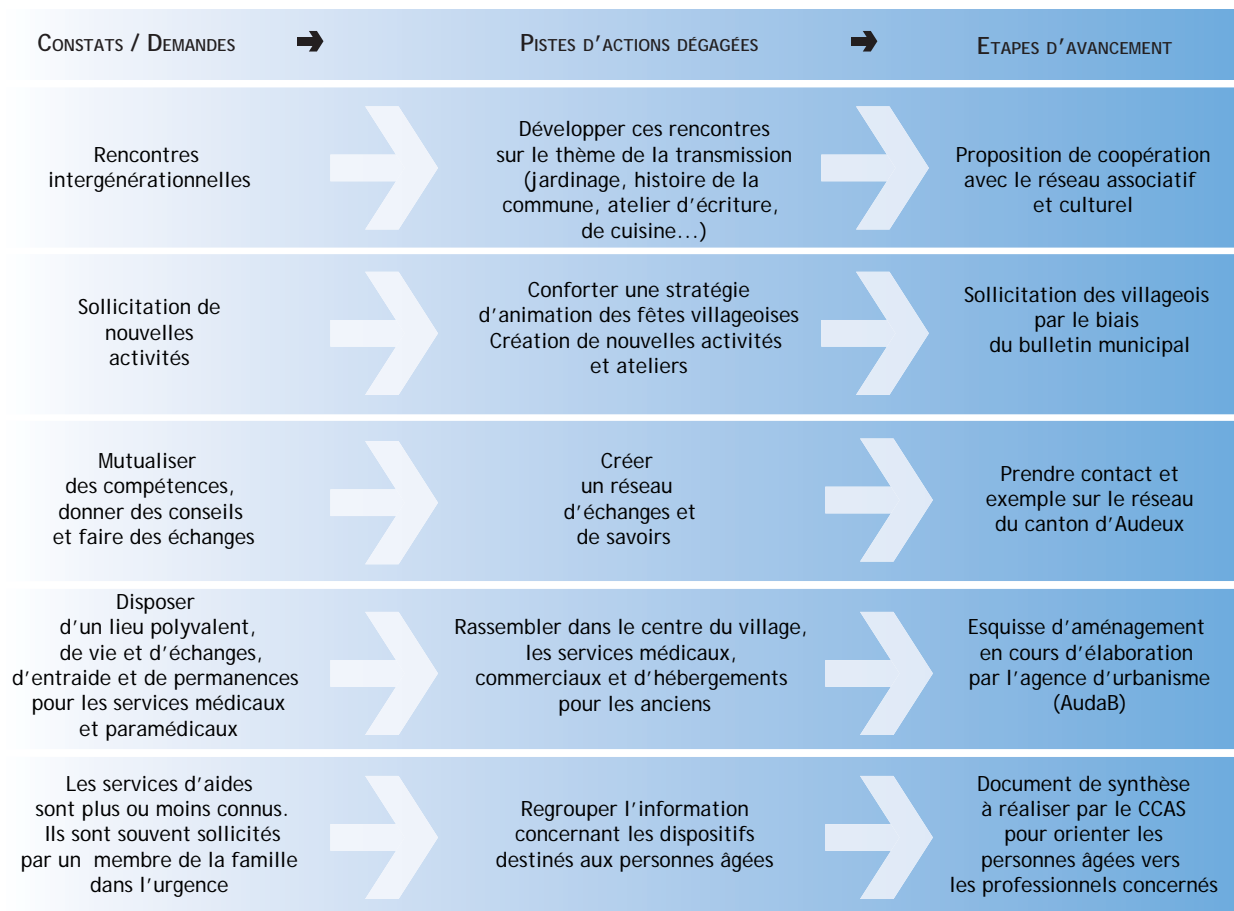 CONSTATS / DEMANDES
PISTES D'ACTIONS DÉGAGÉES
ETAPES D'AVANCEMENT
Rencontres
intergénérationnelles
Développer ces rencontres
sur le thème de la transmission
(jardinage, histoire de la
commune, atelier d'écriture,
de cuisine...)
Proposition de coopération
avec le réseau associatif
et culturel
Sollicitation de
nouvelles
activités
Conforter une stratégie
d'animation des fêtes villageoises
Création de nouvelles activités
et ateliers
Sollicitation des villageois
par le biais
du bulletin municipal
Mutualiser
des compétences,
donner des conseils
et faire des échanges
Créer
un réseau
d'échanges et
de savoirs
Prendre contact et
exemple sur le réseau
du canton d'Audeux
Disposer
d'un lieu polyvalent,
de vie et d'échanges,
d'entraide et de permanences
pour les services médicaux
et paramédicaux
Rassembler dans le centre du village,
les services médicaux,
commerciaux et d'hébergements
pour les anciens
Esquisse d'aménagement
en cours d'élaboration
par l'agence d'urbanisme
(AudaB)
Les services d'aides
sont plus ou moins connus.
Ils sont souvent sollicités
par un membre de la famille
dans l'urgence
Regrouper l'information
concernant les dispositifs
destinés aux personnes âgées
Document de synthèse
à réaliser par le CCAS
pour orienter les
personnes âgées vers
les professionnels concernés